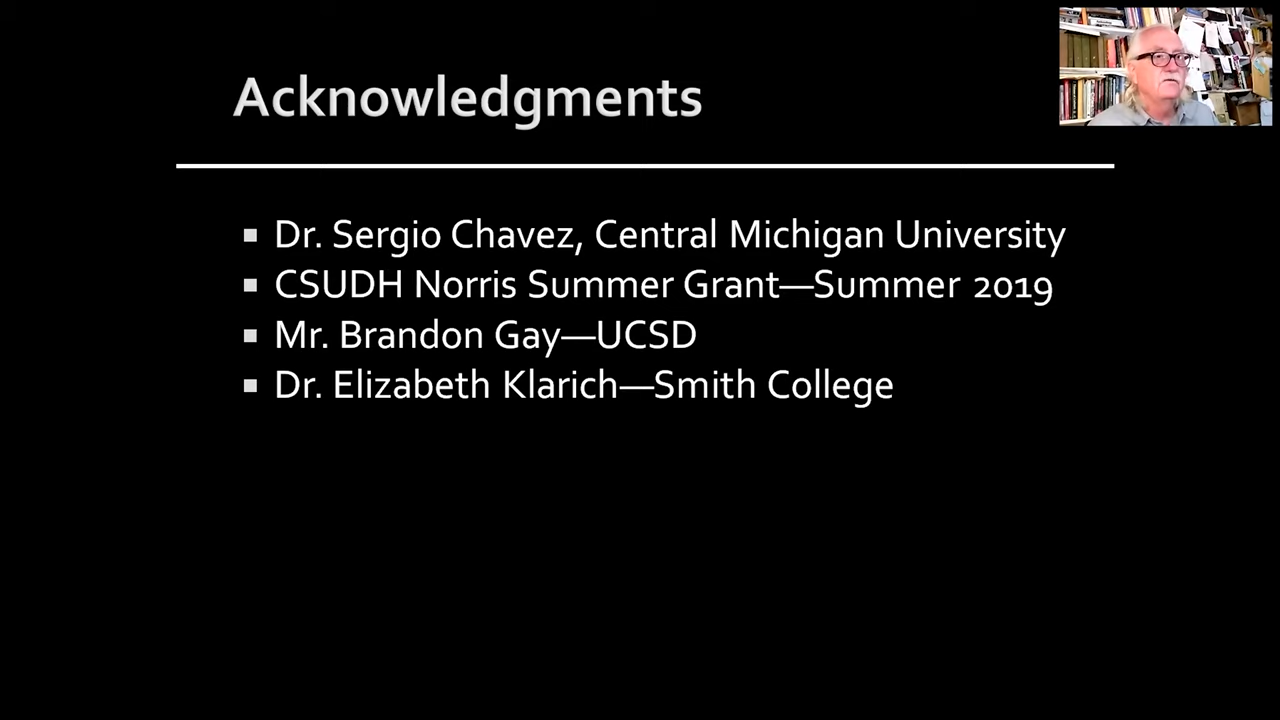 Acknowledgments
Dr. Sergio Chavez, Central Michigan University
CSUDH Norris Summer Grant—Summer 2019
Mr. Brandon Gay—UCSD
Dr. Elizabeth Klarich—Smith College